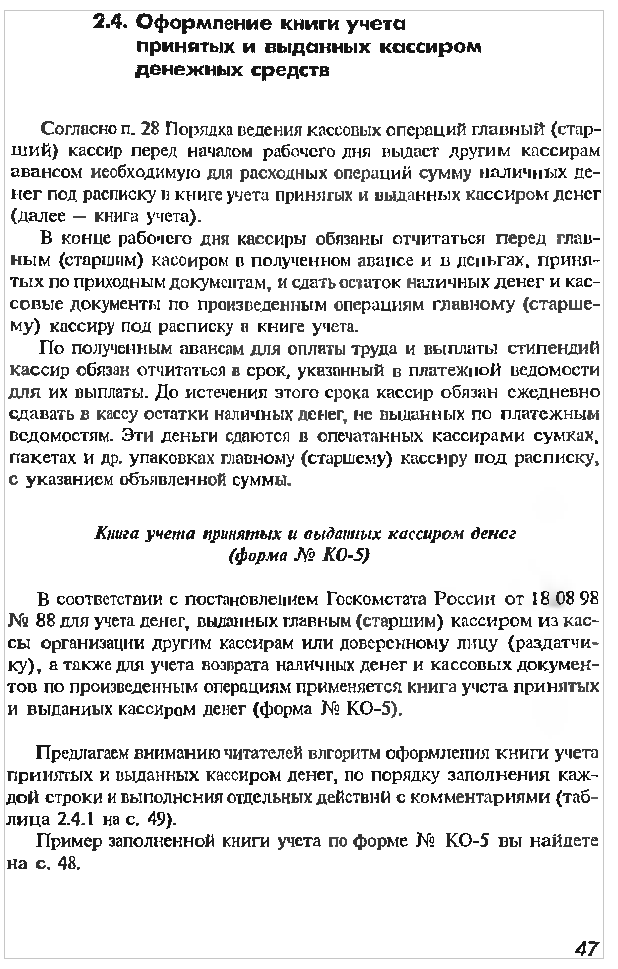 2.4. Оформление книги учета
принятых и выданных кассиром
денежных средств
Согласно п. 28 Порядка ведения кассовых операций главный (стар-
ший) кассир перед началом рабочего дня выдает другим кассирам
авансом необходимую для расходных операций сумму наличных де-
нег под расписку в книге учета принятых и выданных кассиром денег
(далее — книга учета).
В конце рабочего дня кассиры обязаны отчитаться перед глав-
ным (старшим) кассиром в полученном авансе и в деньгах, приня-
тых по приходным документам, и сдать остаток наличных денег и кас-
совые документы по произведенным операциям главному (старше-
му) кассиру под расписку в книге учета.
По полученным авансам для оплаты труда и выплаты стипендий
кассир обязан отчитаться в срок, указанный в платежной ведомости
для их выплаты. До истечения этого срока кассир обязан ежедневно
сдавать в кассу остатки наличных денег, не выданных по платежным
ведомостям. Эти деньги сдаются в опечатанных кассирами сумках,
пакетах и др. упаковках главному (старшему) кассиру под расписку,
с указанием объявленной суммы.
Книга учета принятых и выданных кассиром денег
(форма № КО-5)
В соответствии с постановлением Госкомстата России от 18 08 98
№ 88 для учета денег, выданных главным (старшим) кассиром из кас-
сы организации другим кассирам или доверенному лицу (раздатчи-
ку), а также для учета возврата наличных денег и кассовых докумен-
тов по произведенным операциям применяется книга учета принятых
и выданных кассиром денег (форма № КО-5).
Предлагаем вниманию читателей алгоритм оформления книги учета
принятых и выданных кассиром денег, по порядку заполнения каж-
дой строки и выполнения отдельных действий с комментариями (таб-
лица 2.4.1 на с. 49).
Пример заполненной книги учета по форме № КО-5 вы найдете
на с. 48.
47